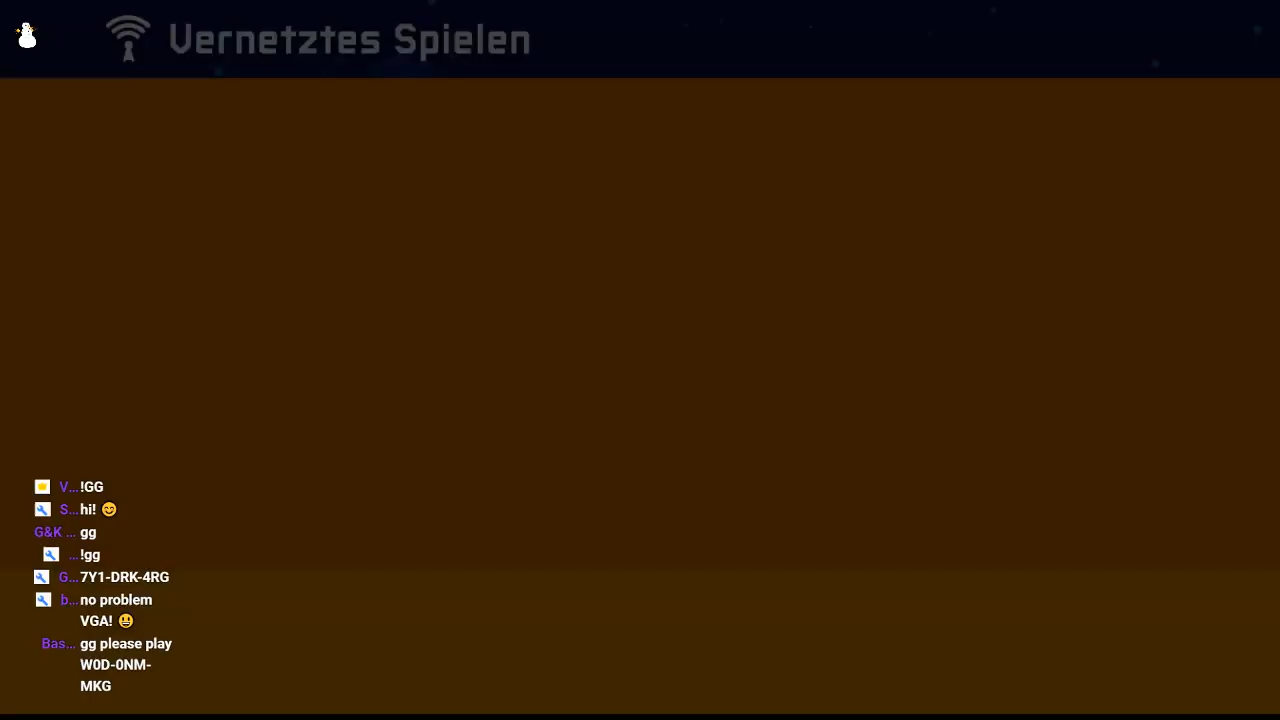 Vernetztes Spielen
V... !GG
S... hi! 😊
G&K ... gg
... !gg
G... 7Y1-DRK-4RG
b... no problem
VGA! 😃
Bas... gg please play
W0D-0NM-
MKG